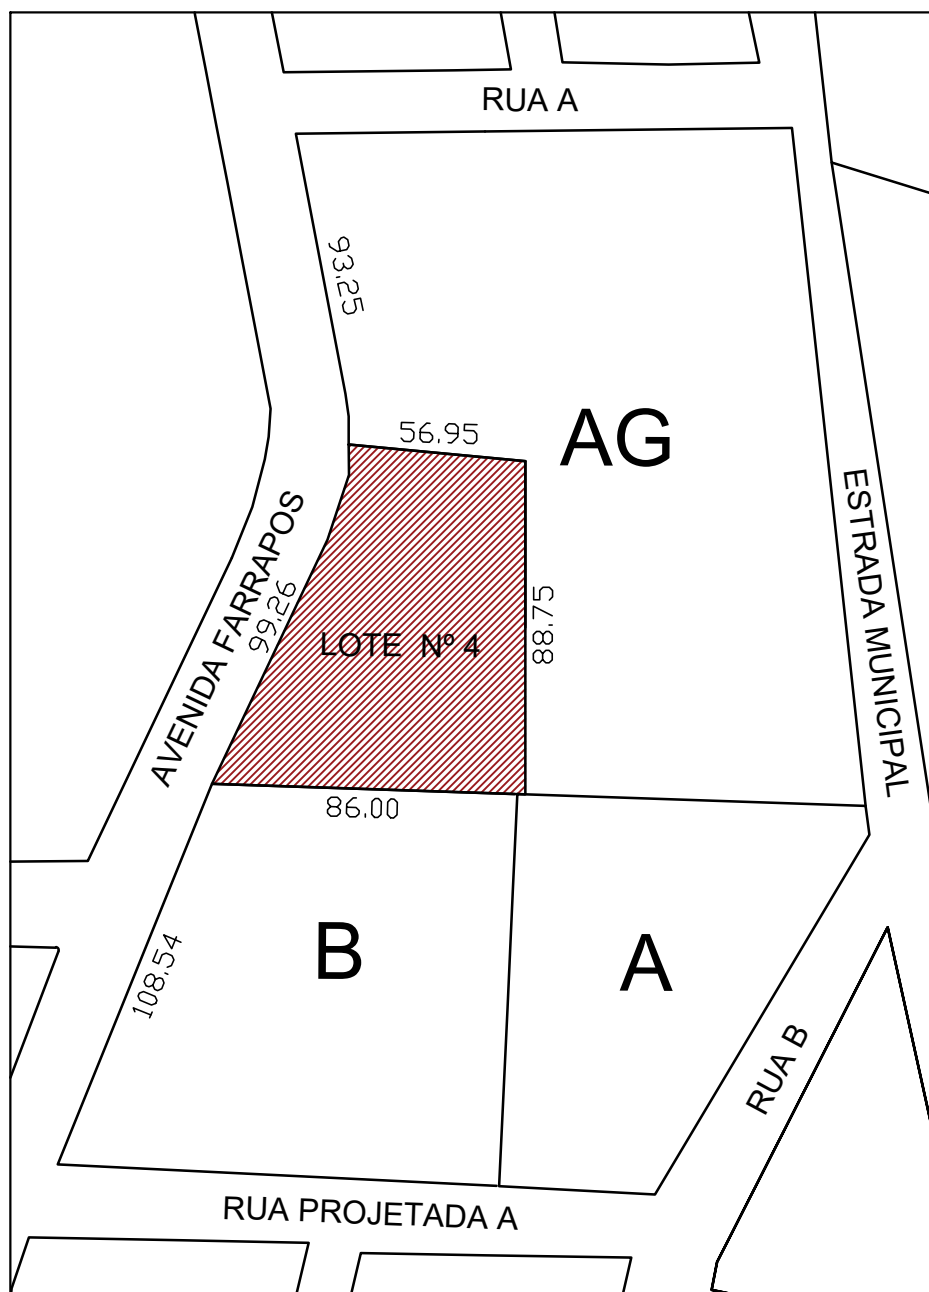 RUA A
93.25
56.95
AG
AVENIDA FARRAPOS
99.26
LOTE Nº 4
88.75
ESTRADA MUNICIPAL
86.00
B
A
108.54
RUA B
RUA PROJETADA A